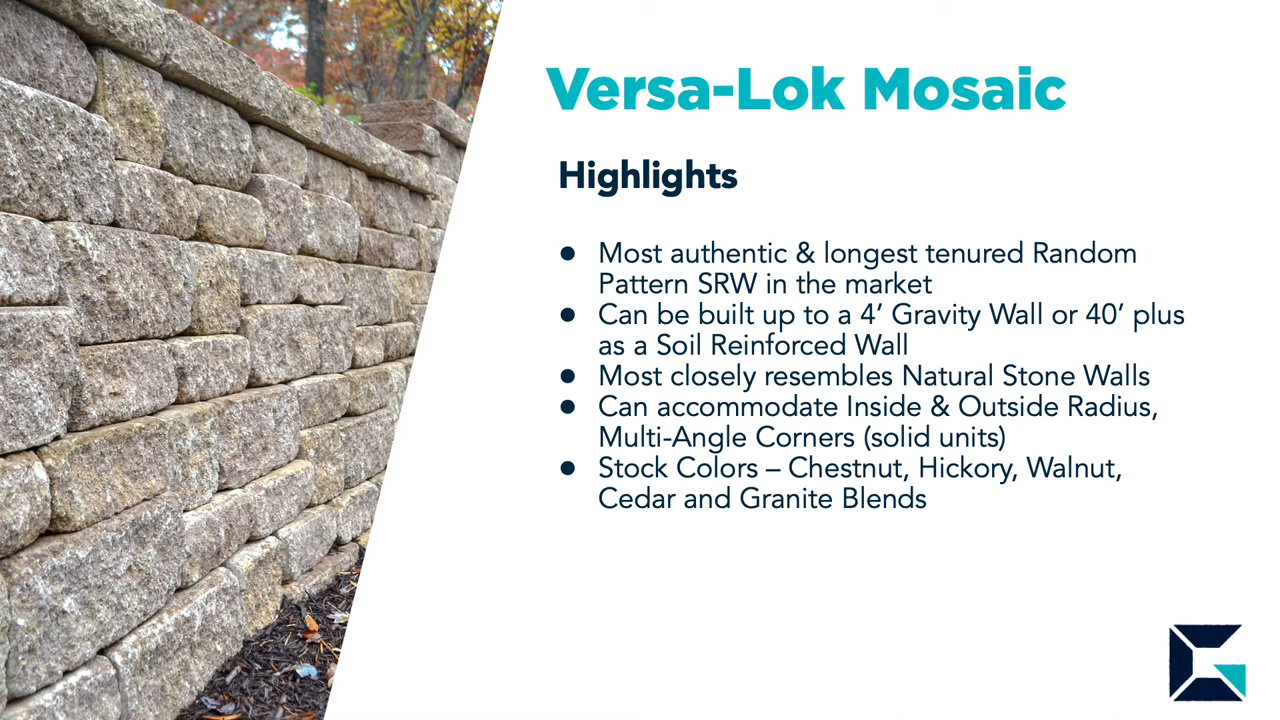 Versa-Lok Mosaic
Highlights
● Most authentic & longest tenured Random
Pattern SRW in the market
● Can be built up to a 4’ Gravity Wall or 40’ plus
as a Soil Reinforced Wall
● Most closely resembles Natural Stone Walls
● Can accommodate Inside & Outside Radius,
Multi-Angle Corners (solid units)
● Stock Colors – Chestnut, Hickory, Walnut,
Cedar and Granite Blends